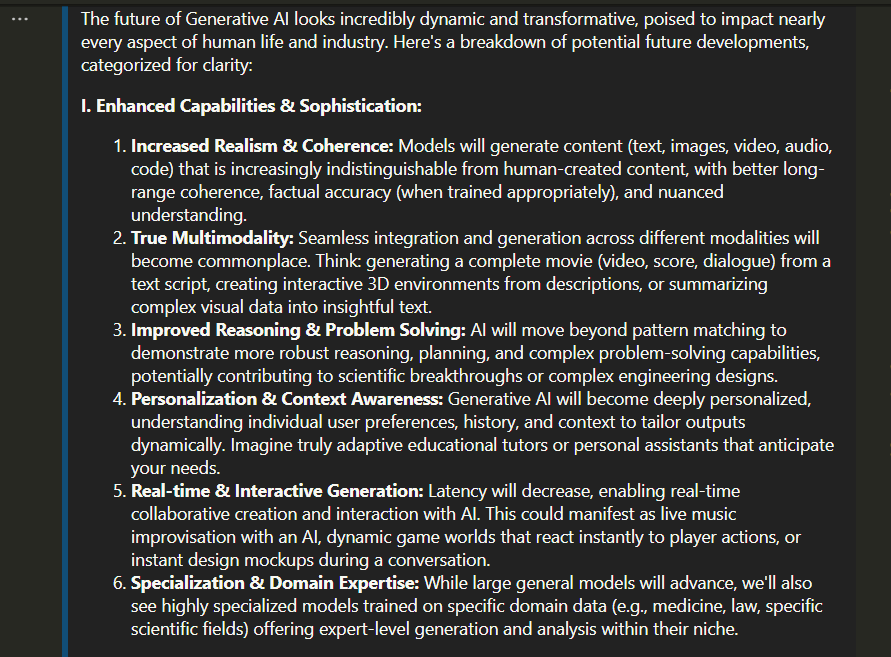 The future of Generative AI looks incredibly dynamic and transformative, poised to impact nearly
every aspect of human life and industry. Here's a breakdown of potential future developments,
categorized for clarity:
I. Enhanced Capabilities & Sophistication:
1. Increased Realism & Coherence: Models will generate content (text, images, video, audio,
code) that is increasingly indistinguishable from human-created content, with better long-
range coherence, factual accuracy (when trained appropriately), and nuanced
understanding.
2. True Multimodality: Seamless integration and generation across different modalities will
become commonplace. Think: generating a complete movie (video, score, dialogue) from a
text script, creating interactive 3D environments from descriptions, or summarizing
complex visual data into insightful text.
3. Improved Reasoning & Problem Solving: AI will move beyond pattern matching to
demonstrate more robust reasoning, planning, and complex problem-solving capabilities,
potentially contributing to scientific breakthroughs or complex engineering designs.
4. Personalization & Context Awareness: Generative AI will become deeply personalized,
understanding individual user preferences, history, and context to tailor outputs
dynamically. Imagine truly adaptive educational tutors or personal assistants that anticipate
your needs.
5. Real-time & Interactive Generation: Latency will decrease, enabling real-time
collaborative creation and interaction with AI. This could manifest as live music
improvisation with an AI, dynamic game worlds that react instantly to player actions, or
instant design mockups during a conversation.
6. Specialization & Domain Expertise: While large general models will advance, we'll also
see highly specialized models trained on specific domain data (e.g., medicine, law, specific
scientific fields) offering expert-level generation and analysis within their niche.